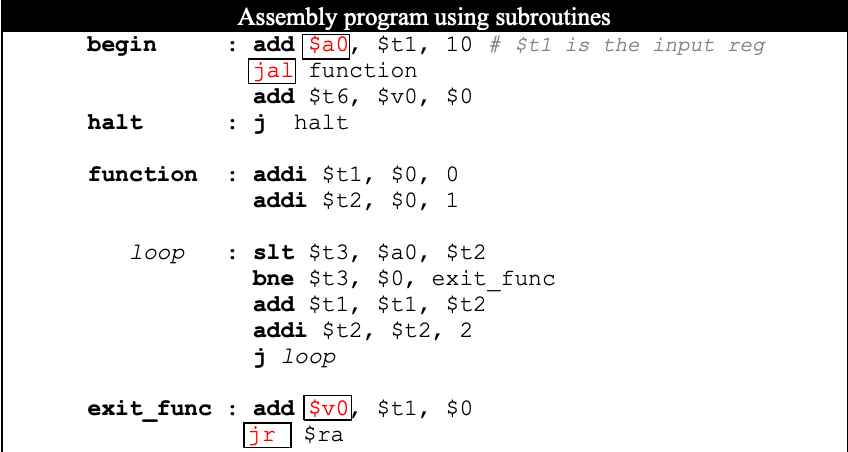 Assembly program using subroutines
begin : add $a0, $t1, 10 # $t1 is the input reg
jal function
add $t6, $v0, $0
halt : j halt
function : addi $t1, $0, 0
addi $t2, $0, 1
loop : slt $t3, $a0, $t2
bne $t3, $0, exit_func
add $t1, $t1, $t2
addi $t2, $t2, 2
j loop
exit_func : add $v0, $t1, $0
jr $ra